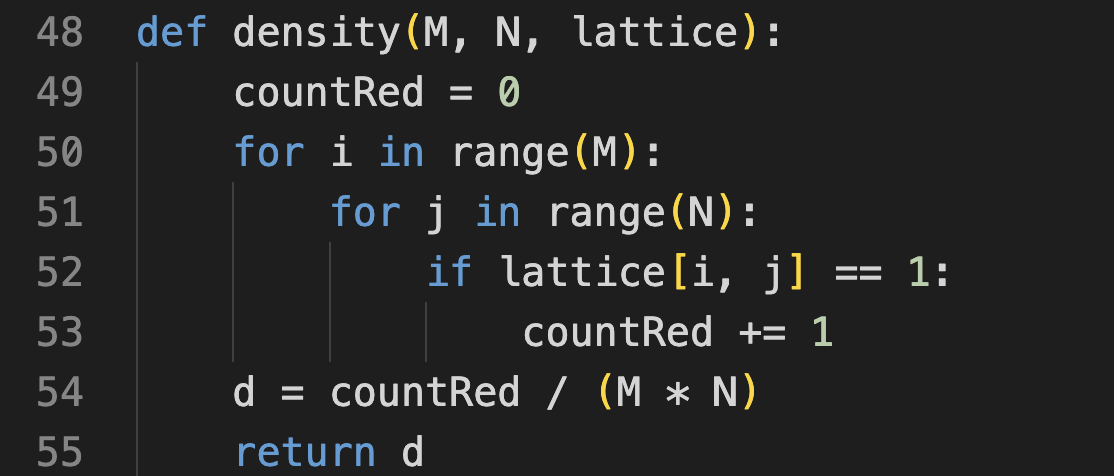 48 def density(M, N, lattice):
49     countRed = 0
50     for i in range(M):
51         for j in range(N):
52             if lattice[i, j] == 1:
53                 countRed += 1
54     d = countRed / (M * N)
55     return d